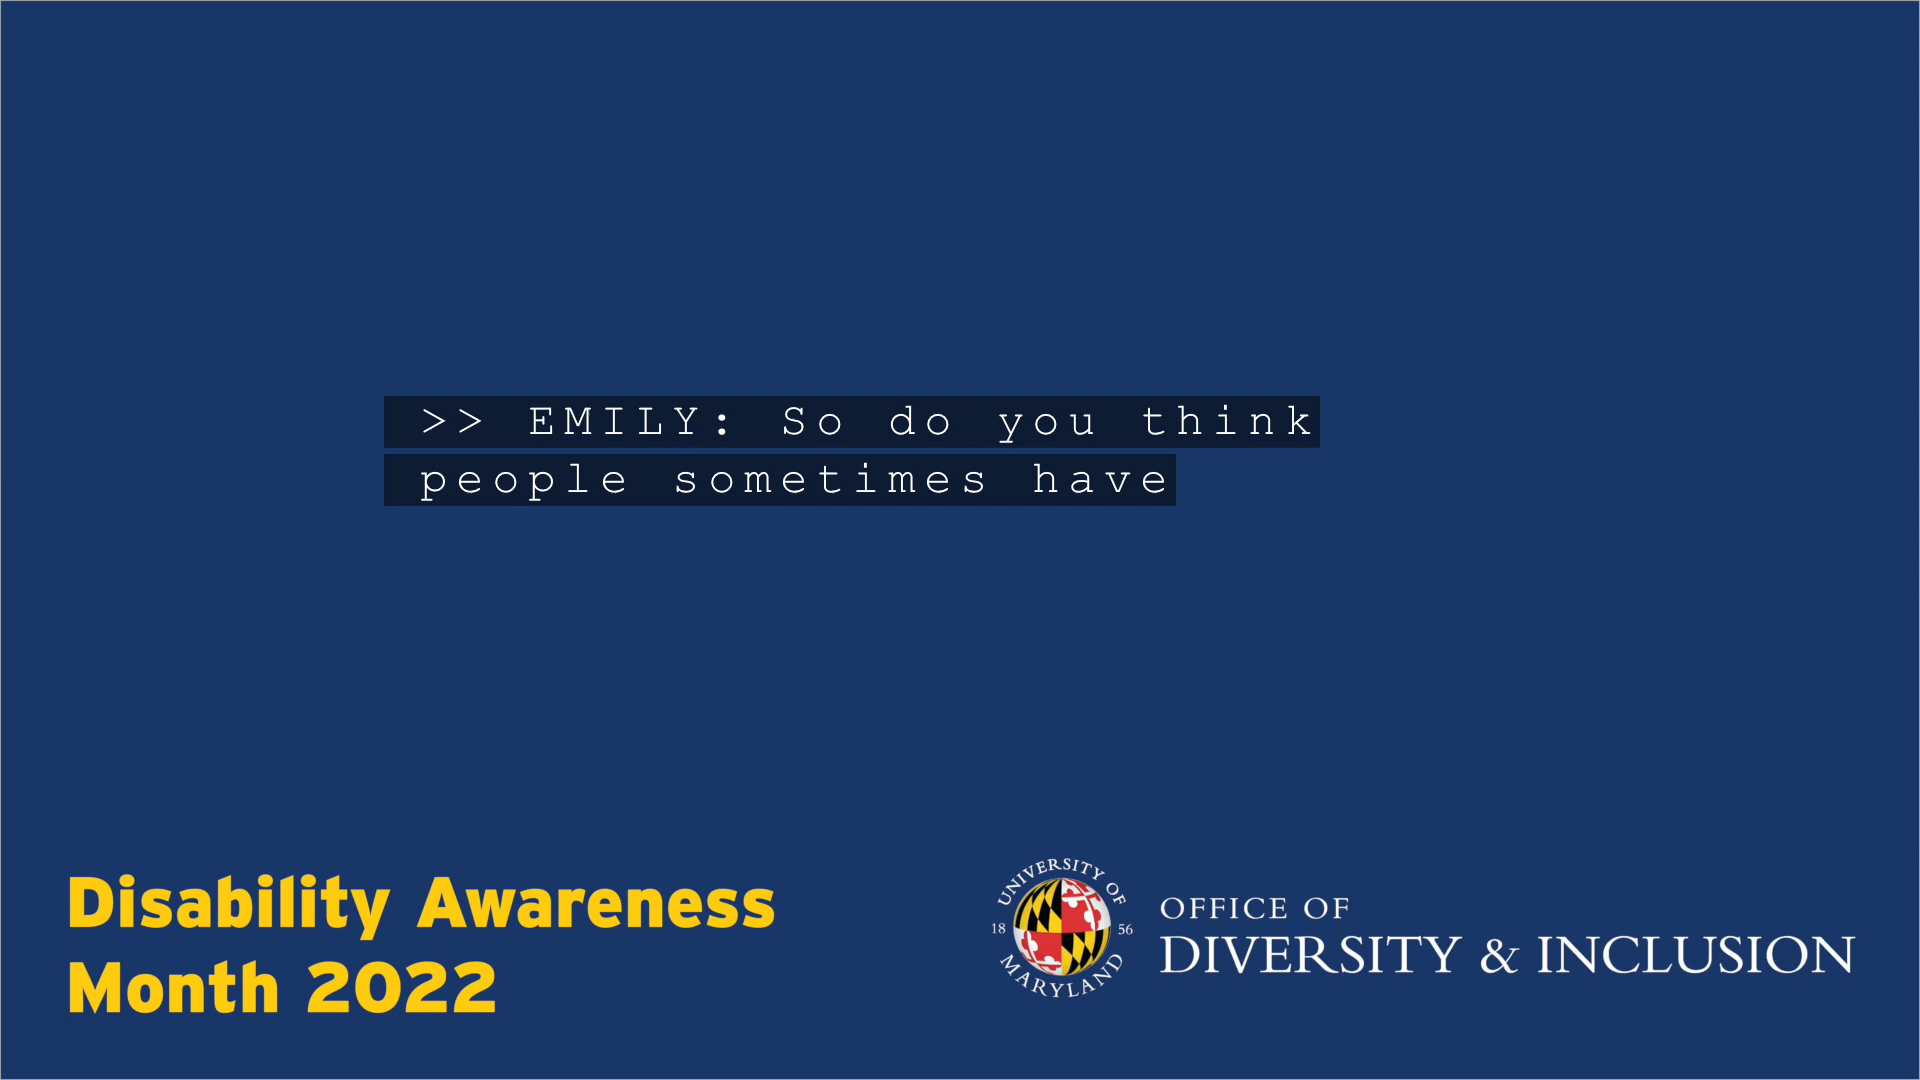 >> EMILY: So do you think
people sometimes have
Disability Awareness
Month 2022
UNIVERSITY OF
18 56
MARYLAND
OFFICE OF
DIVERSITY & INCLUSION